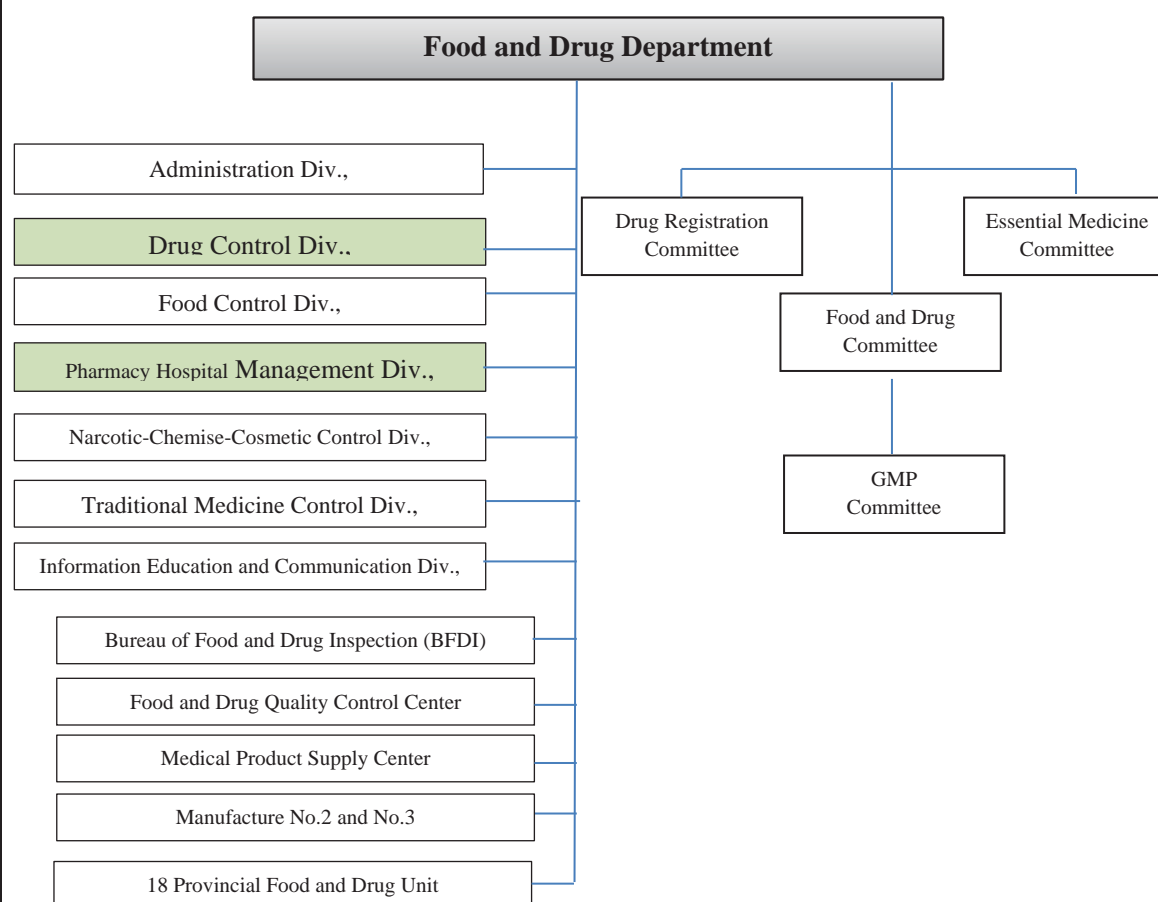 Food and Drug Department
Administration Div.,
Drug Control Div.,
Food Control Div.,
Pharmacy Hospital Management Div.,
Narcotic-Chemise-Cosmetic Control Div.,
Traditional Medicine Control Div.,
Information Education and Communication Div.,
Bureau of Food and Drug Inspection (BFDI)
Food and Drug Quality Control Center
Medical Product Supply Center
Manufacture No.2 and No.3
18 Provincial Food and Drug Unit
Drug Registration
Committee
Essential Medicine
Committee
Food and Drug
Committee
GMP
Committee